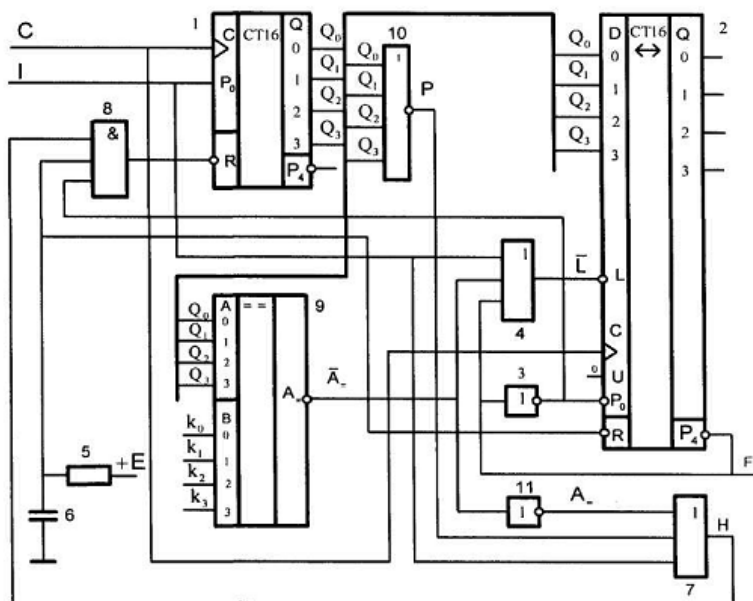 C
I
1
C CT16 Q
P₀
0
1
2
3
R
P₄
Q₀
Q₁
Q₂
Q₃
10
Q₀
Q₁
Q₂
Q₃
1
P
D CT16 Q
↔
2
Q₀
Q₁
Q₂
Q₃
0
1
2
3
0
1
2
3
8
&
1
4
L̄
L
C
U
0
P₀
R
P₄
F
3
1
A == 9
Q₀
Q₁
Q₂
Q₃
0
1
2
3
A₌
Ā₌
B
k₀
k₁
k₂
k₃
0
1
2
3
5
+E
6
11
1
A₌
1
7
H